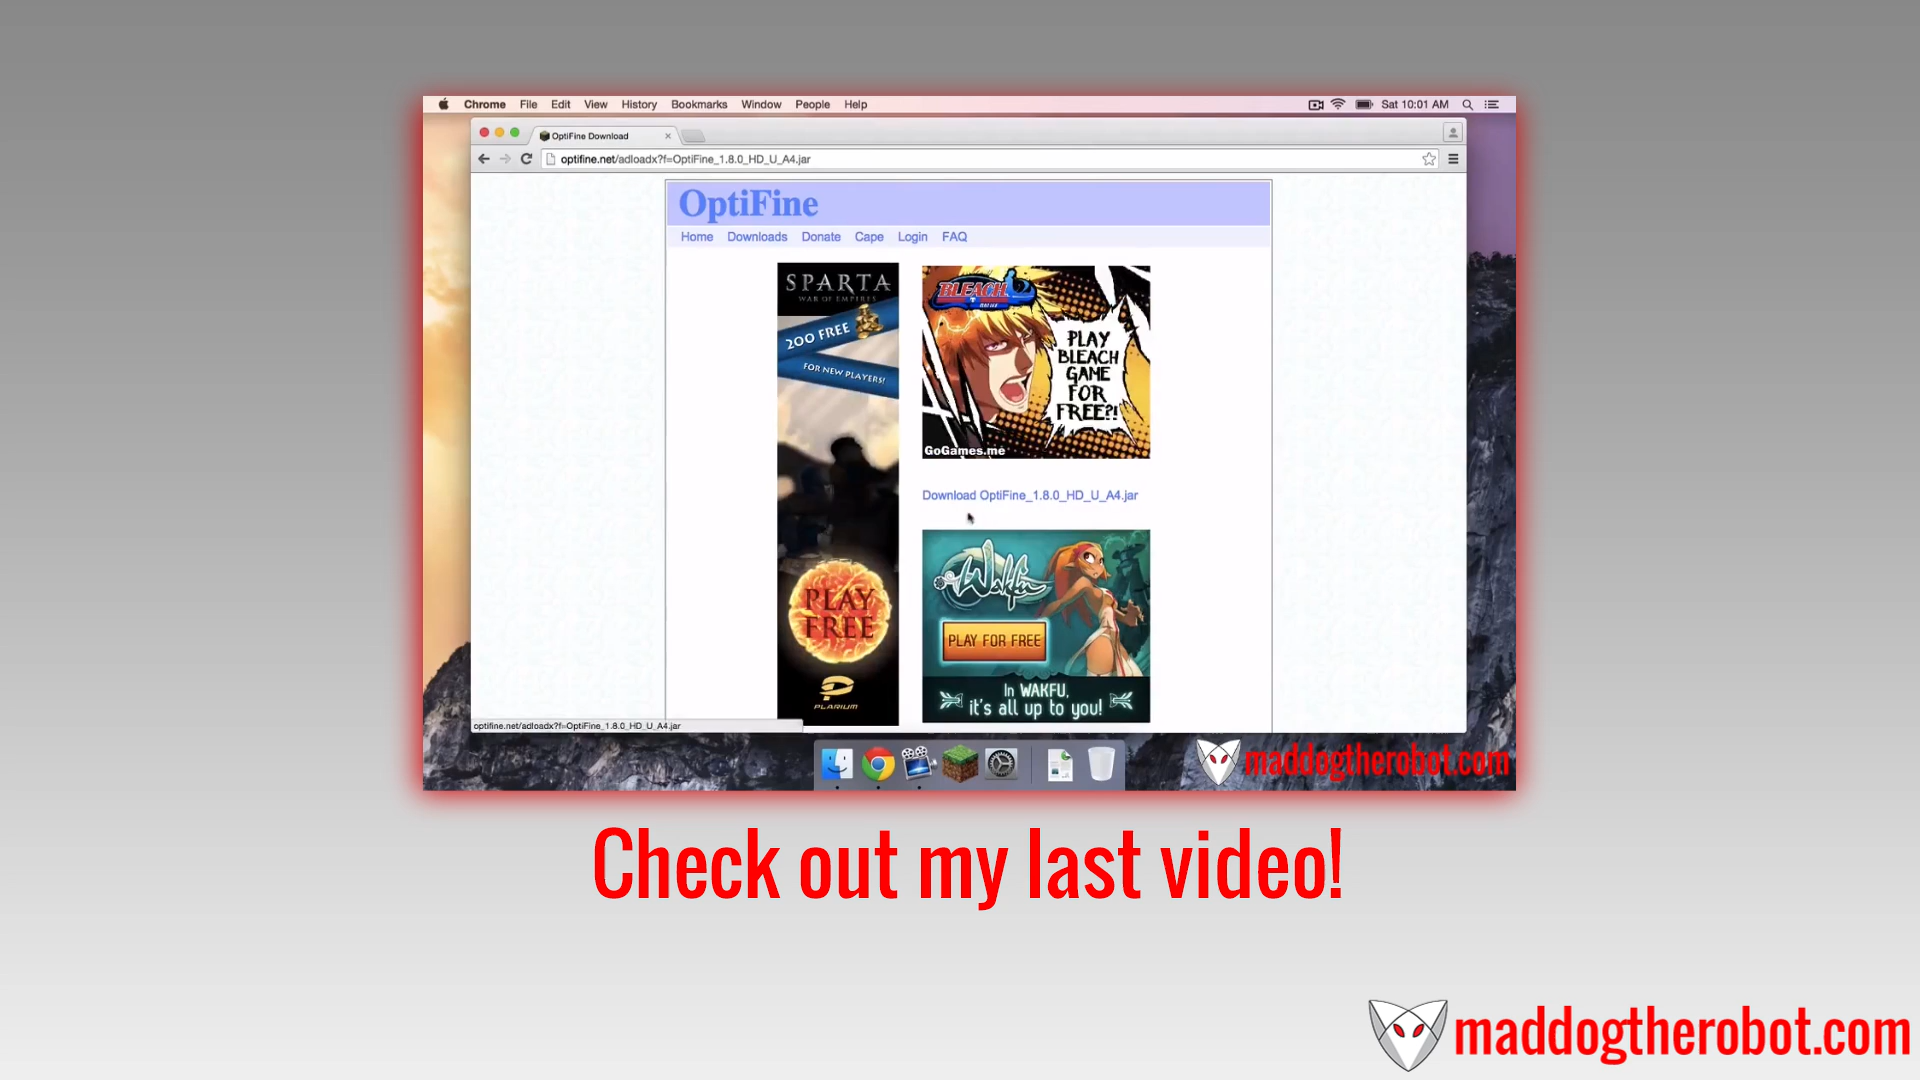 Chrome File Edit View History Bookmarks Window People Help Sat 10:01 AM
OptiFine Download
optifine.net/adloadx?f=OptiFine_1.8.0_HD_U_A4.jar
OptiFine
Home Downloads Donate Cape Login FAQ
SPARTA
WAR OF EMPIRES
200 FREE
FOR NEW PLAYERS!
PLAY
FREE
PLARIUM
BLEACH
PLAY
BLEACH
GAME
FOR
FREE?!
GoGames.me
Download OptiFine_1.8.0_HD_U_A4.jar
Wakfu
PLAY FOR FREE
In WAKFU,
it's all up to you!
optifine.net/adloadx?f=OptiFine_1.8.0_HD_U_A4.jar
maddogtherobot.com
Check out my last video!
maddogtherobot.com